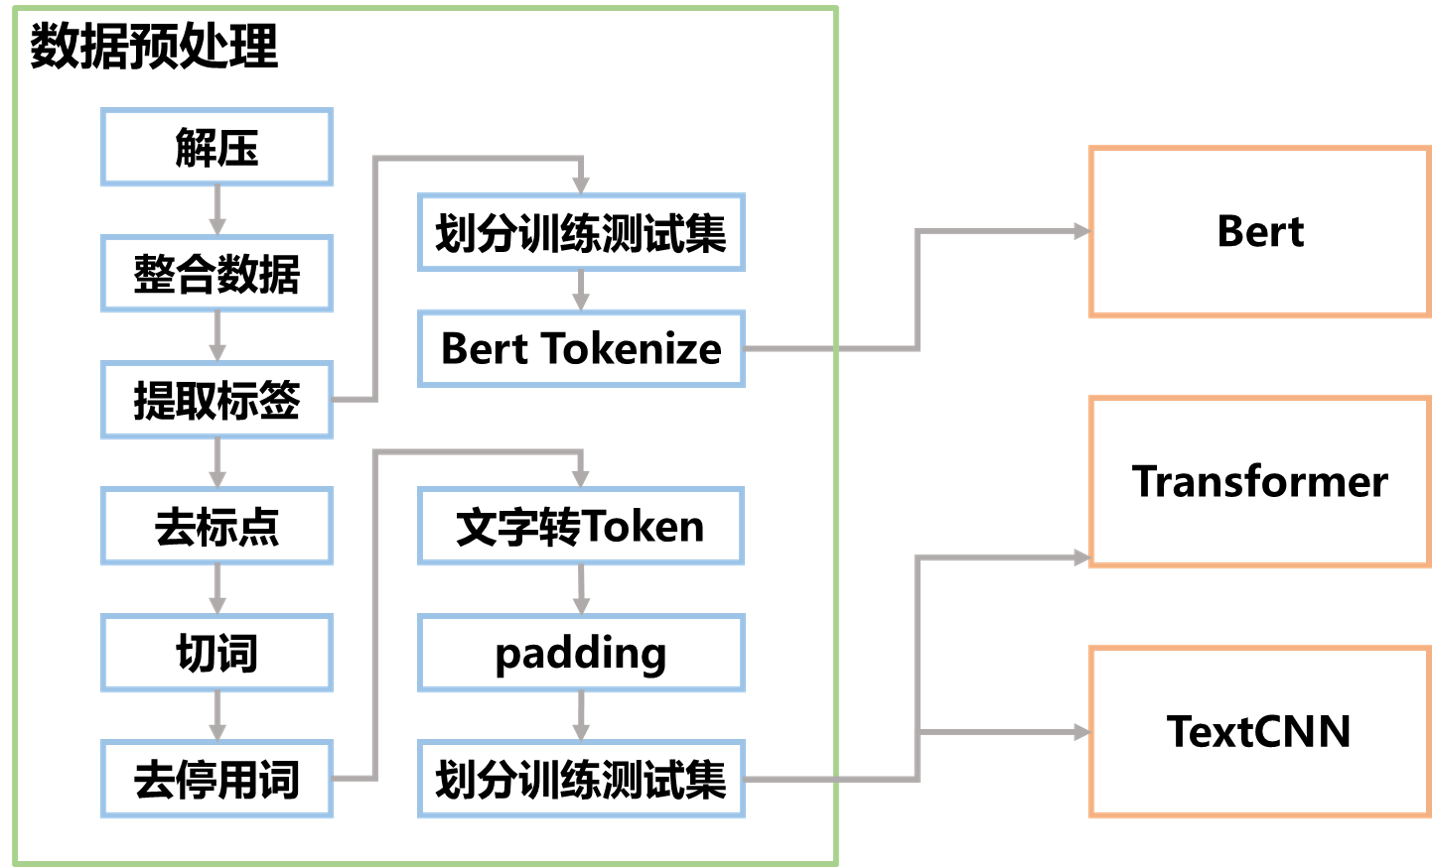 数据预处理
解压
整合数据
提取标签
去标点
切词
去停用词
划分训练测试集
Bert Tokenize
文字转Token
padding
划分训练测试集
Bert
Transformer
TextCNN